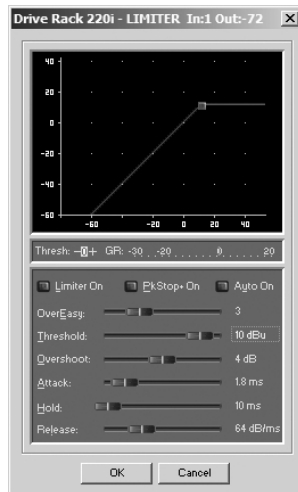 Drive Rack 220i - LIMITER In:1 Out:-72
40
20
0
-20
-40
-60
-60 -20 0 20 40
Thresh: -0+ GR: -30 . . -20 . . . . . . . 0 . . . . 20
Limiter On PkStop+ On Auto On
OverEasy: 3
Threshold: 10 dBu
Overshoot: 4 dB
Attack: 1.8 ms
Hold: 10 ms
Release: 64 dB/ms
OK Cancel